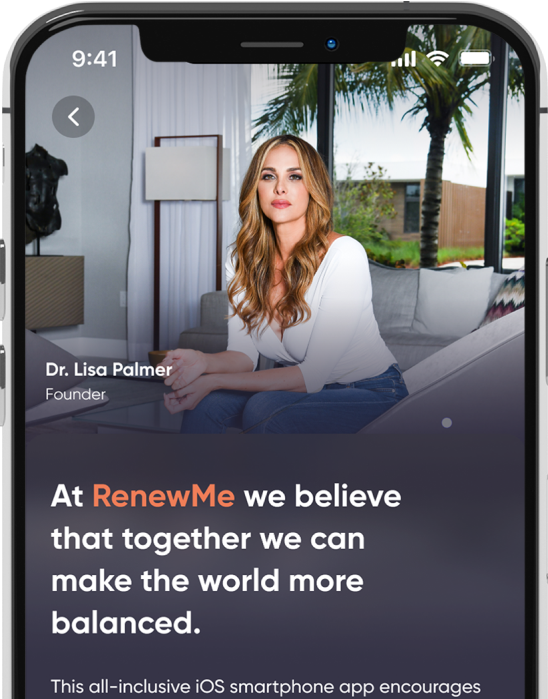 9:41
Dr. Lisa Palmer
Founder
At RenewMe we believe
that together we can
make the world more
balanced.
This all-inclusive iOS smartphone app encourages